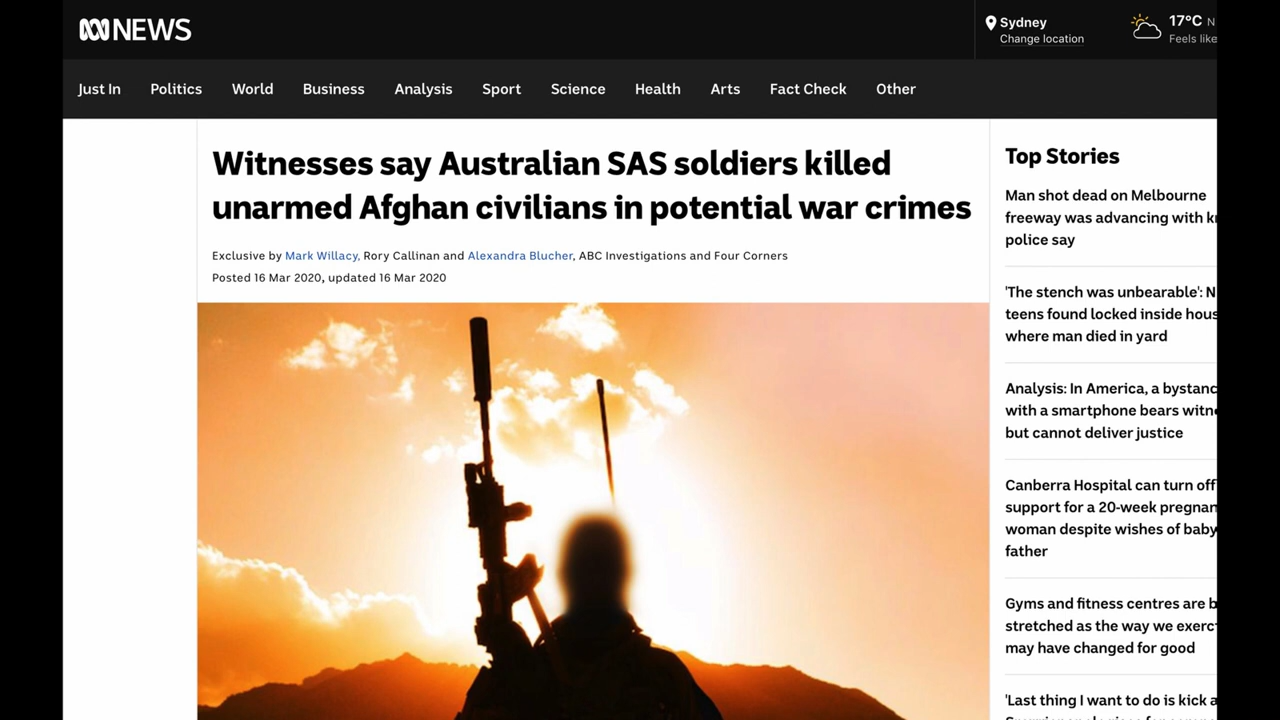 NEWS
Sydney
Change location
17°C N
Feels like
Just In Politics World Business Analysis Sport Science Health Arts Fact Check Other
Witnesses say Australian SAS soldiers killed
unarmed Afghan civilians in potential war crimes
Exclusive by Mark Willacy, Rory Callinan and Alexandra Blucher, ABC Investigations and Four Corners
Posted 16 Mar 2020, updated 16 Mar 2020
Top Stories
Man shot dead on Melbourne
freeway was advancing with
police say
'The stench was unbearable': N
teens found locked inside
where man died in yard
Analysis: In America, a
with a smartphone bears
but cannot deliver justice
Canberra Hospital can turn off
support for a 20-week
woman despite wishes of baby
father
Gyms and fitness centres are
stretched as the way we
may have changed for good
'Last thing I want to do is kick a